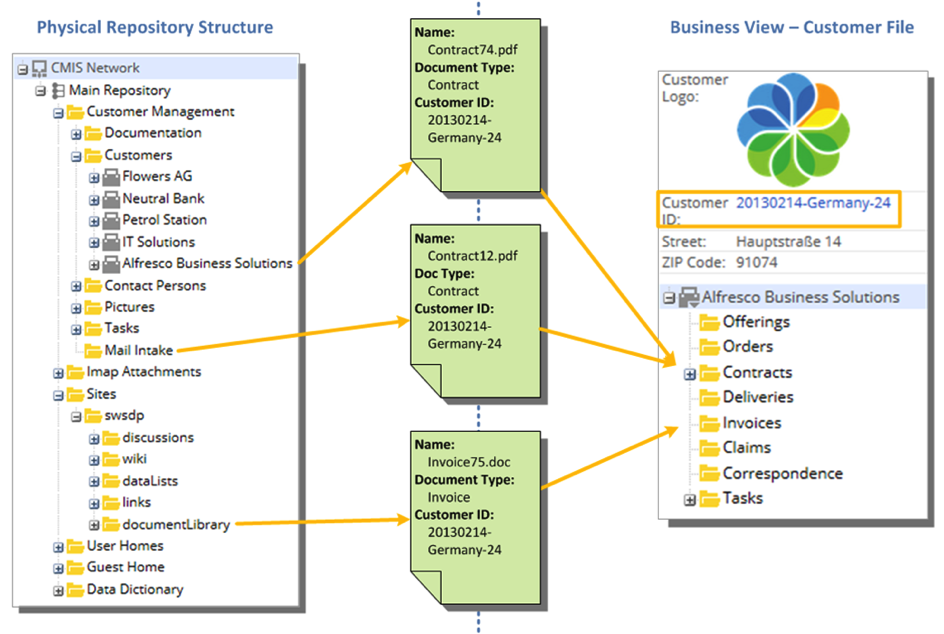 Physical Repository Structure
CMIS Network
Main Repository
Customer Management
Documentation
Customers
Flowers AG
Neutral Bank
Petrol Station
IT Solutions
Alfresco Business Solutions
Contact Persons
Pictures
Tasks
Mail Intake
Imap Attachments
Sites
swsdp
discussions
wiki
dataLists
links
documentLibrary
User Homes
Guest Home
Data Dictionary
Name:
Contract74.pdf
Document Type:
Contract
Customer ID:
20130214-
Germany-24
Name:
Contract12.pdf
Doc Type:
Contract
Customer ID:
20130214-
Germany-24
Name:
Invoice75.doc
Document Type:
Invoice
Customer ID:
20130214-
Germany-24
Business View – Customer File
Customer
Logo:
Customer 20130214-Germany-24
ID:
Street: Hauptstraße 14
ZIP Code: 91074
Alfresco Business Solutions
Offerings
Orders
Contracts
Deliveries
Invoices
Claims
Correspondence
Tasks